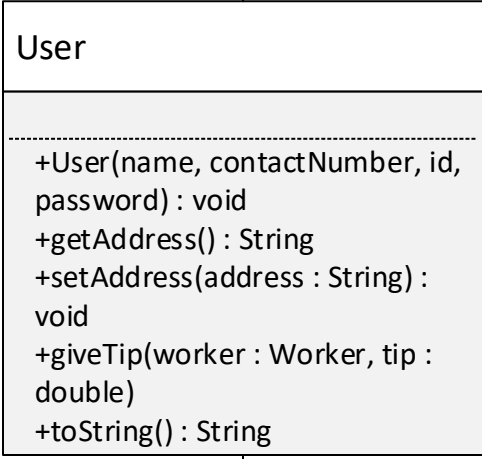 User
+User(name, contactNumber, id,
password) : void
+getAddress() : String
+setAddress(address : String) :
void
+giveTip(worker : Worker, tip :
double)
+toString() : String